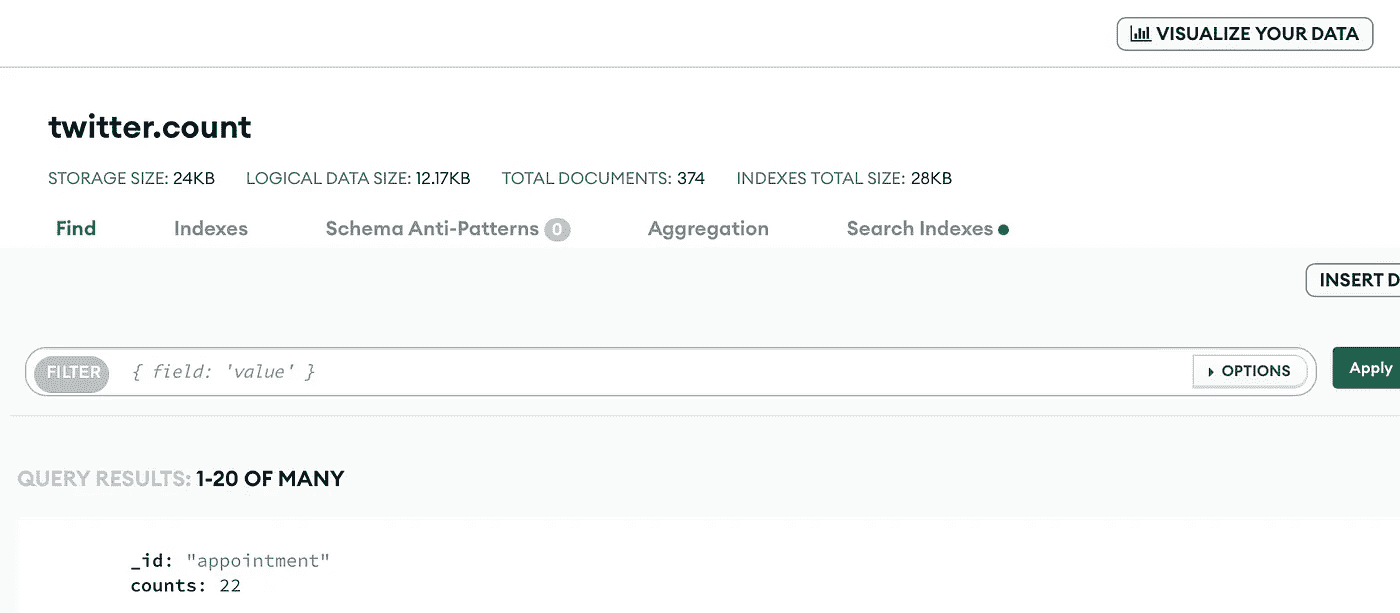 VISUALIZE YOUR DATA
twitter.count
STORAGE SIZE: 24KB LOGICAL DATA SIZE: 12.17KB TOTAL DOCUMENTS: 374 INDEXES TOTAL SIZE: 28KB
Find Indexes Schema Anti-Patterns 0 Aggregation Search Indexes
INSERT D
FILTER { field: 'value' } OPTIONS Apply
QUERY RESULTS: 1-20 OF MANY
_id: "appointment"
counts: 22